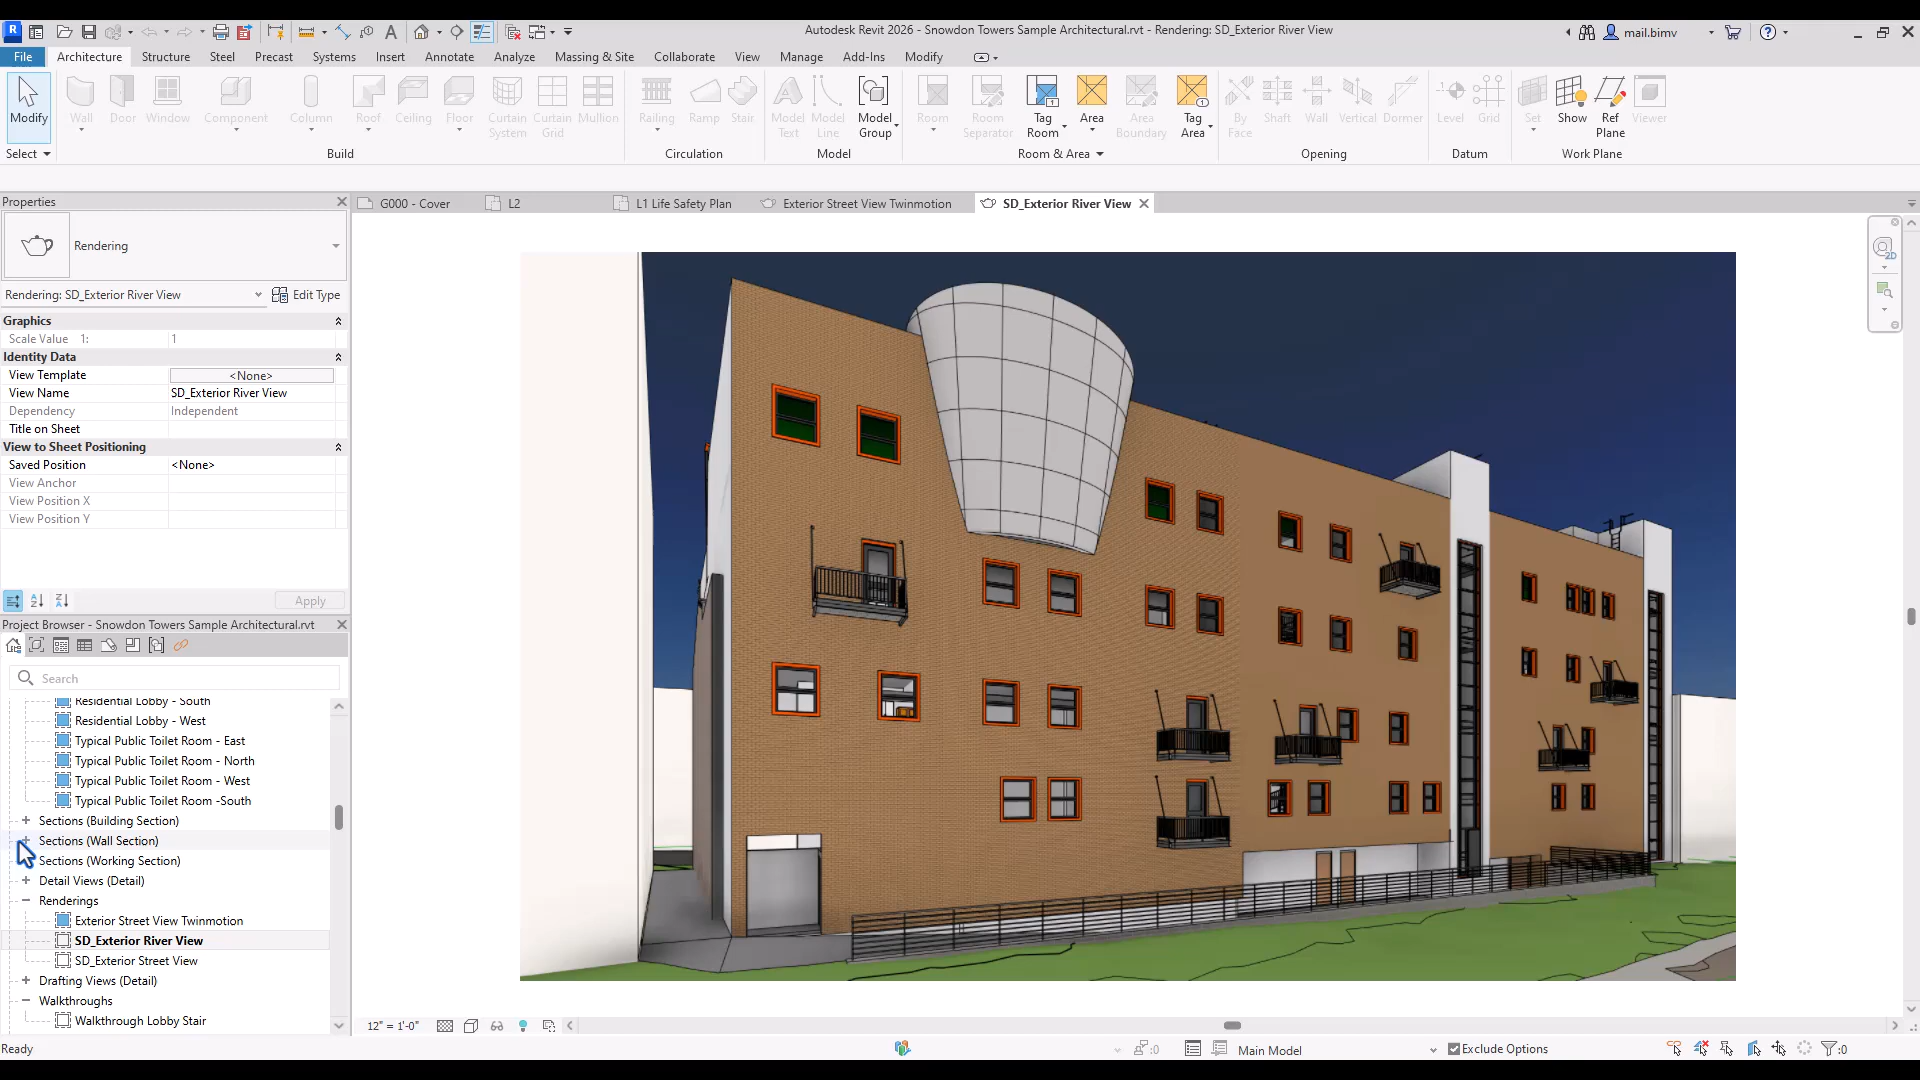 Autodesk Revit 2026 - Snowdon Towers Sample Architectural.rvt - Rendering: SD_Exterior River View
mail.bimv
File Architecture Structure Steel Precast Systems Insert Annotate Analyze Massing & Site Collaborate View Manage Add-Ins Modify
Modify
Wall
Door
Window
Component
Column
Roof
Ceiling
Floor
Curtain System
Curtain Grid
Mullion
Railing
Ramp
Stair
Model Text
Model Line
Model Group
Room
Room Separator
Tag Room
Area
Area Boundary
Tag Area
By Face
Shaft
Wall
Vertical
Dormer
Level
Grid
Set
Show
Ref Plane
Viewer
Select
Build
Circulation
Model
Room & Area
Opening
Datum
Work Plane
Properties
G000 - Cover
L2
L1 Life Safety Plan
Exterior Street View Twinmotion
SD_Exterior River View
Rendering
Rendering: SD_Exterior River View
Edit Type
Graphics
Scale Value 1: 1
Identity Data
View Template <None>
View Name SD_Exterior River View
Dependency Independent
Title on Sheet
View to Sheet Positioning
Saved Position <None>
View Anchor
View Position X
View Position Y
Apply
Project Browser - Snowdon Towers Sample Architectural.rvt
Search
Residential Lobby - South
Residential Lobby - West
Typical Public Toilet Room - East
Typical Public Toilet Room - North
Typical Public Toilet Room - West
Typical Public Toilet Room -South
Sections (Building Section)
Sections (Wall Section)
Sections (Working Section)
Detail Views (Detail)
Renderings
Exterior Street View Twinmotion
SD_Exterior River View
SD_Exterior Street View
Drafting Views (Detail)
Walkthroughs
Walkthrough Lobby Stair
2D
12" = 1'-0"
Ready
:0
Main Model
Exclude Options
:0